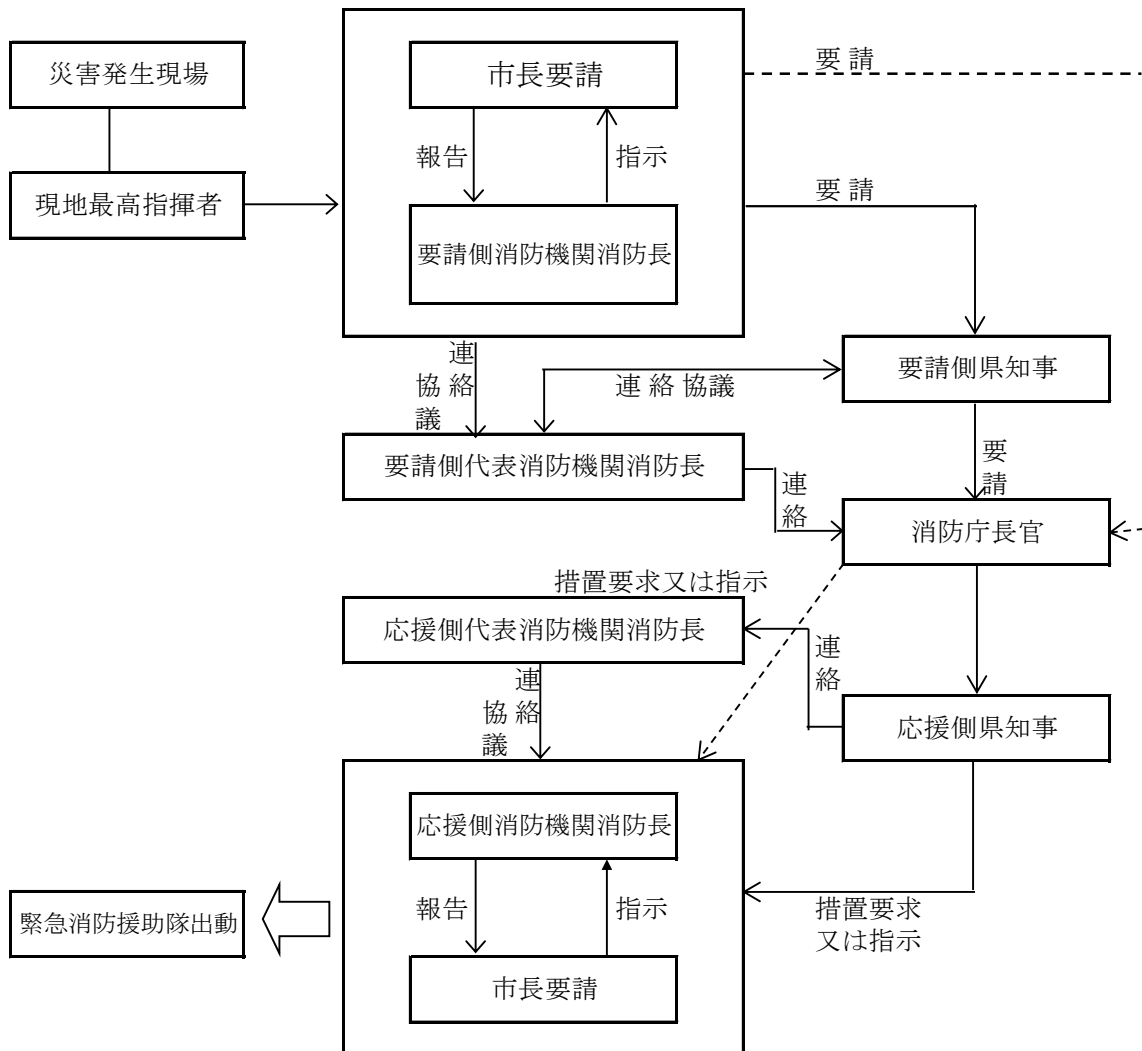 災害発生現場
市長要請
要 請
報告
指示
現地最高指揮者
要 請
要請側消防機関消防長
連絡
協議
連 絡 協議
要請側県知事
要請側代表消防機関消防長
要請
連絡
消防庁長官
措置要求又は指示
応援側代表消防機関消防長
連絡
連絡
協議
応援側県知事
応援側消防機関消防長
報告
指示
措置要求
又は指示
緊急消防援助隊出動
市長要請